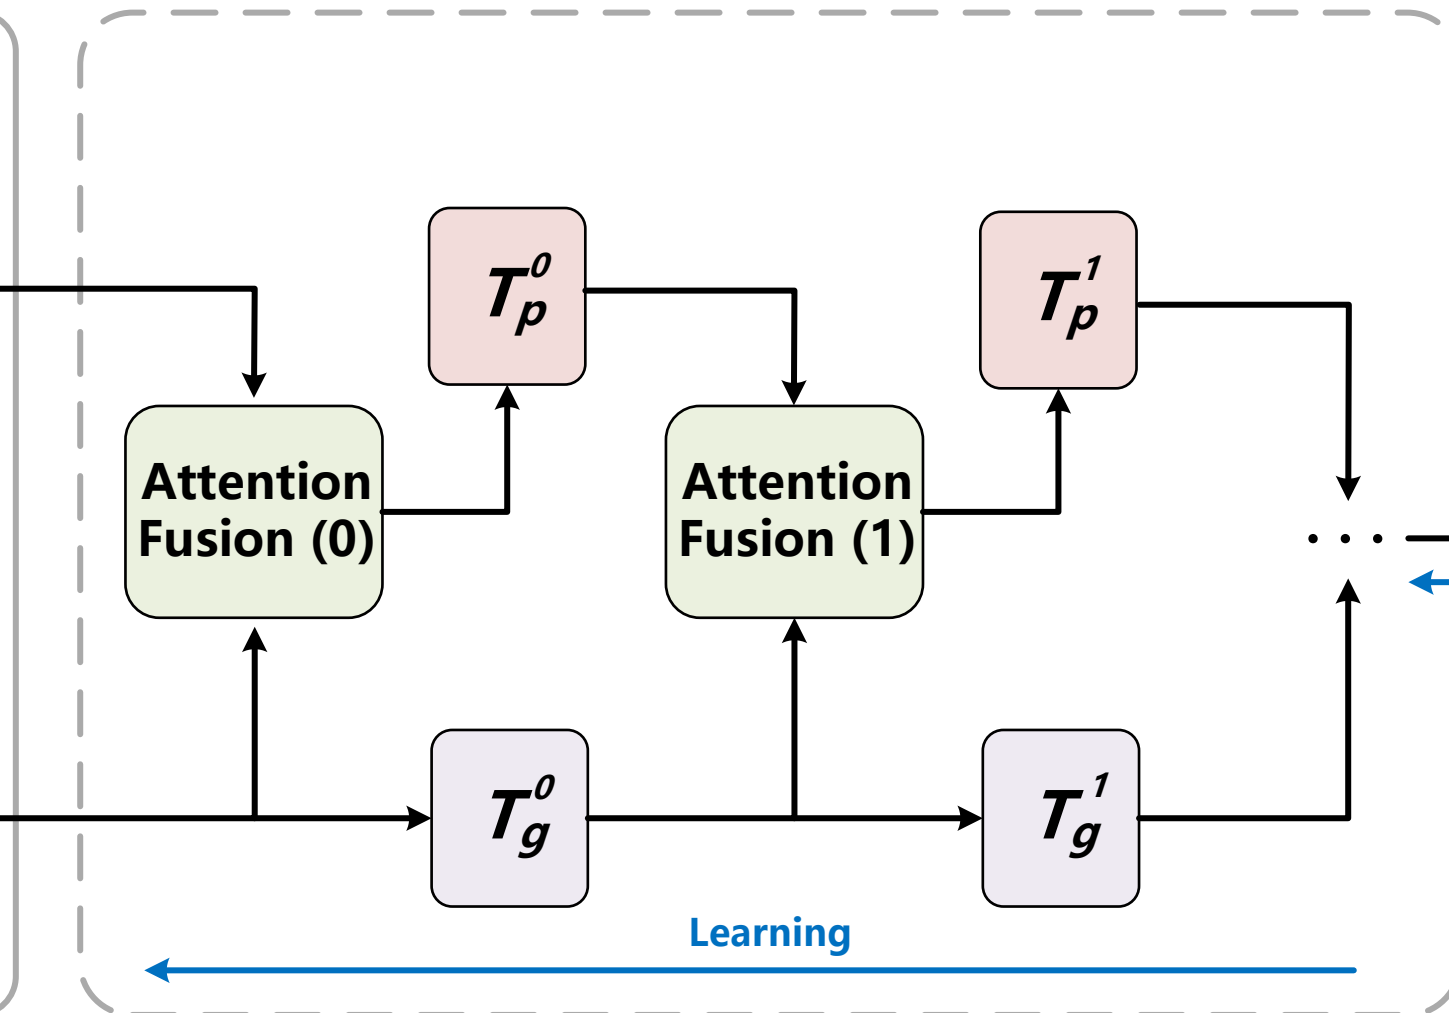 T_p^0
T_p^1
Attention
Fusion (0)
Attention
Fusion (1)
. . .
T_g^0
T_g^1
Learning